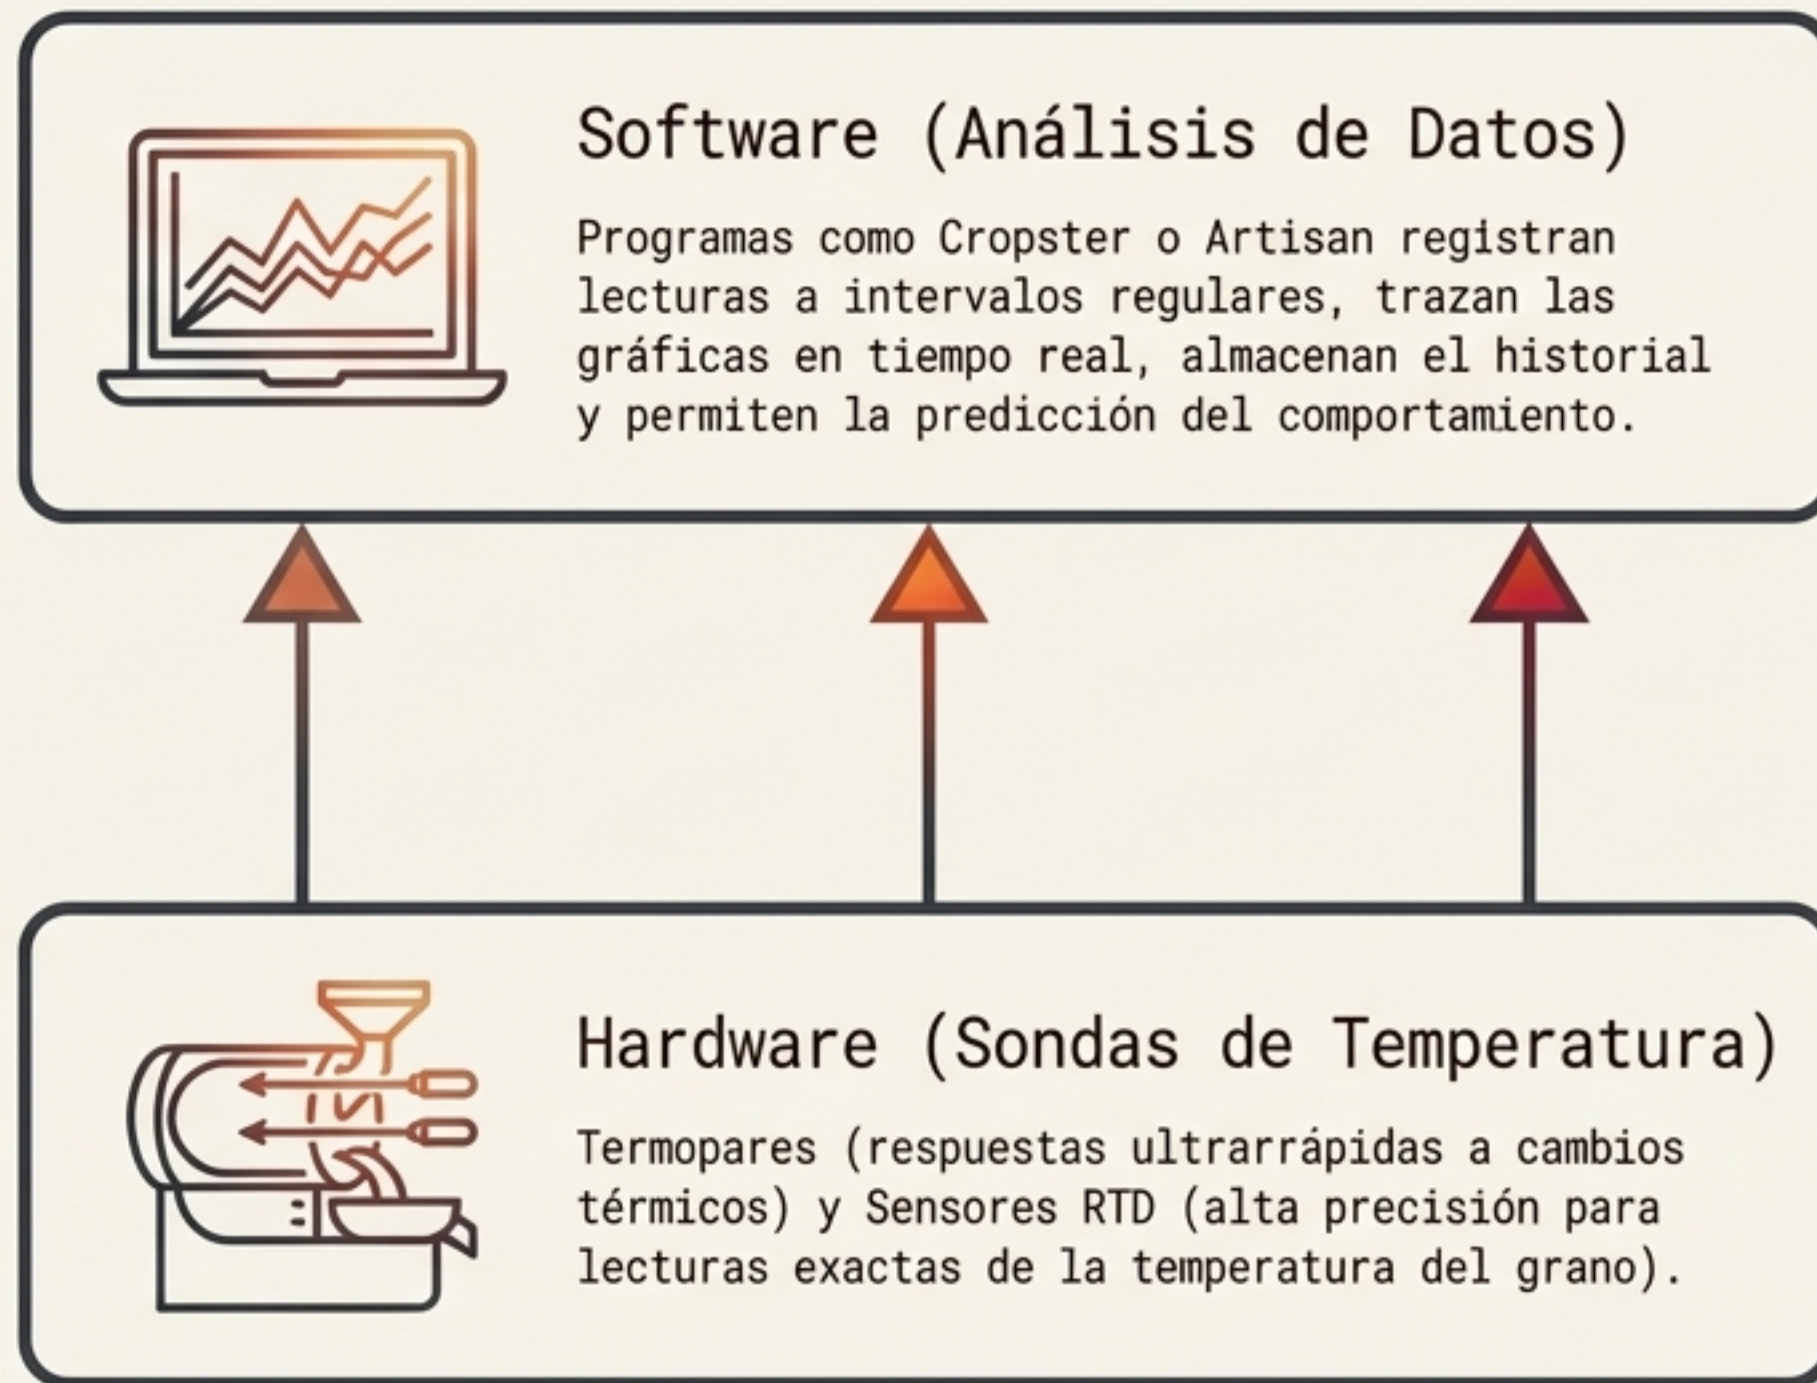 Software (Análisis de Datos)
Programas como Cropster o Artisan registran
lecturas a intervalos regulares, trazan las
gráficas en tiempo real, almacenan el historial
y permiten la predicción del comportamiento.
Hardware (Sondas de Temperatura)
Termopares (respuestas ultrarrápidas a cambios
térmicos) y Sensores RTD (alta precisión para
lecturas exactas de la temperatura del grano).